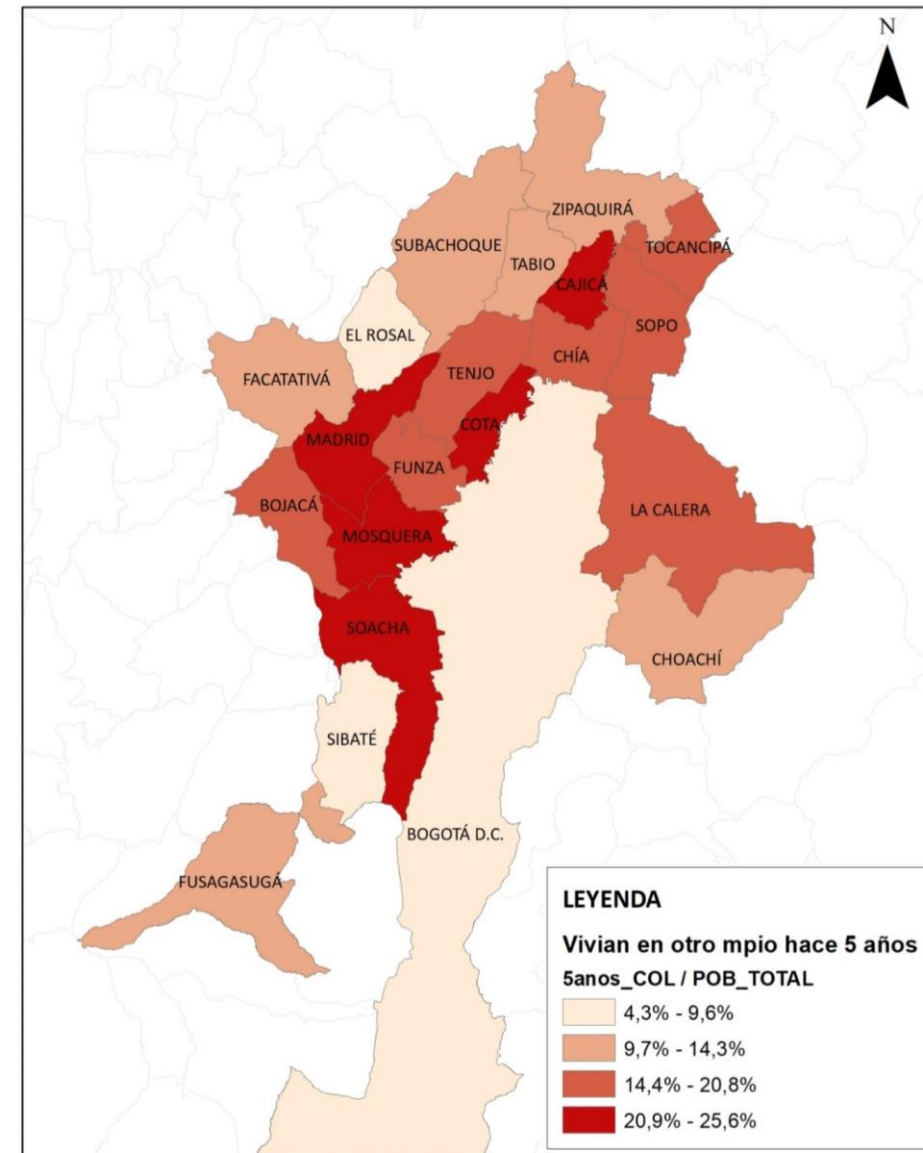 N
ZIPAQUIRÁ
SUBACHOQUE
TOCANCIPÁ
TABIO
CAJICÁ
SOPO
EL ROSAL
CHÍA
TENJO
FACATATIVÁ
COTA
MADRID
FUNZA
BOJACÁ
LA CALERA
MOSQUERA
SOACHA
CHOACHÍ
SIBATÉ
BOGOTÁ D.C.
FUSAGASUGÁ
LEYENDA
Vivian en otro mpio hace 5 años
5anos_COL / POB_TOTAL
4,3% - 9,6%
9,7% - 14,3%
14,4% - 20,8%
20,9% - 25,6%